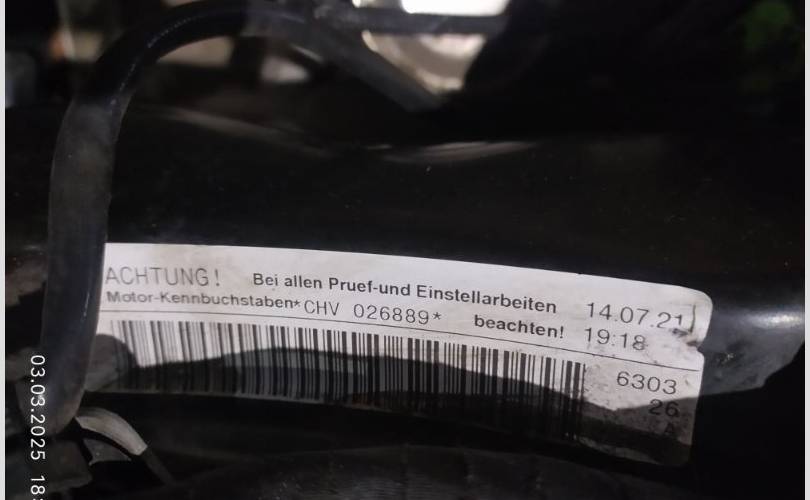 ACHTUNG! Bei allen Pruef-und Einstellarbeiten 14.07.21
Motor-Kennbuchstaben*CHV 026889* beachten! 19:18
6303
26
03.03.2025